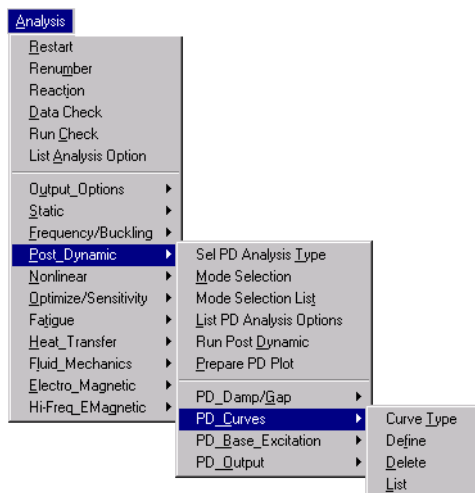 Analysis
Restart
Renumber
Reaction
Data Check
Run Check
List Analysis Option
Output_Options
Static
Frequency/Buckling
Post_Dynamic
Nonlinear
Optimize/Sensitivity
Fatigue
Heat_Transfer
Fluid_Mechanics
Electro_Magnetic
Hi-Freq_EMagnetic
Sel PD Analysis Type
Mode Selection
Mode Selection List
List PD Analysis Options
Run Post Dynamic
Prepare PD Plot
PD_Damp/Gap
PD_Curves
PD_Base_Excitation
PD_Output
Curve Type
Define
Delete
List